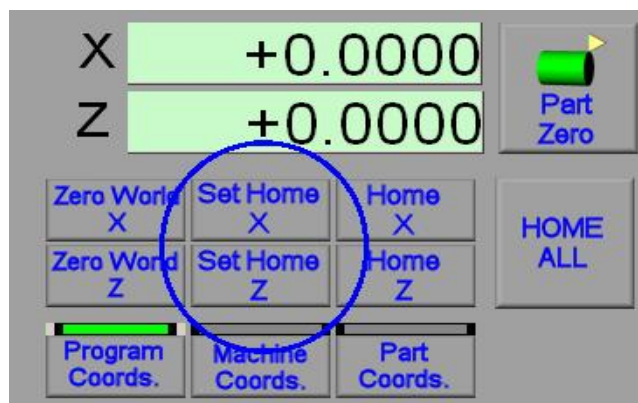 X +0.0000
Z +0.0000
Part
Zero
Zero World
X
Set Home
X
Home
X
Zero World
Z
Set Home
Z
Home
Z
HOME
ALL
Program
Coords.
Machine
Coords.
Part
Coords.